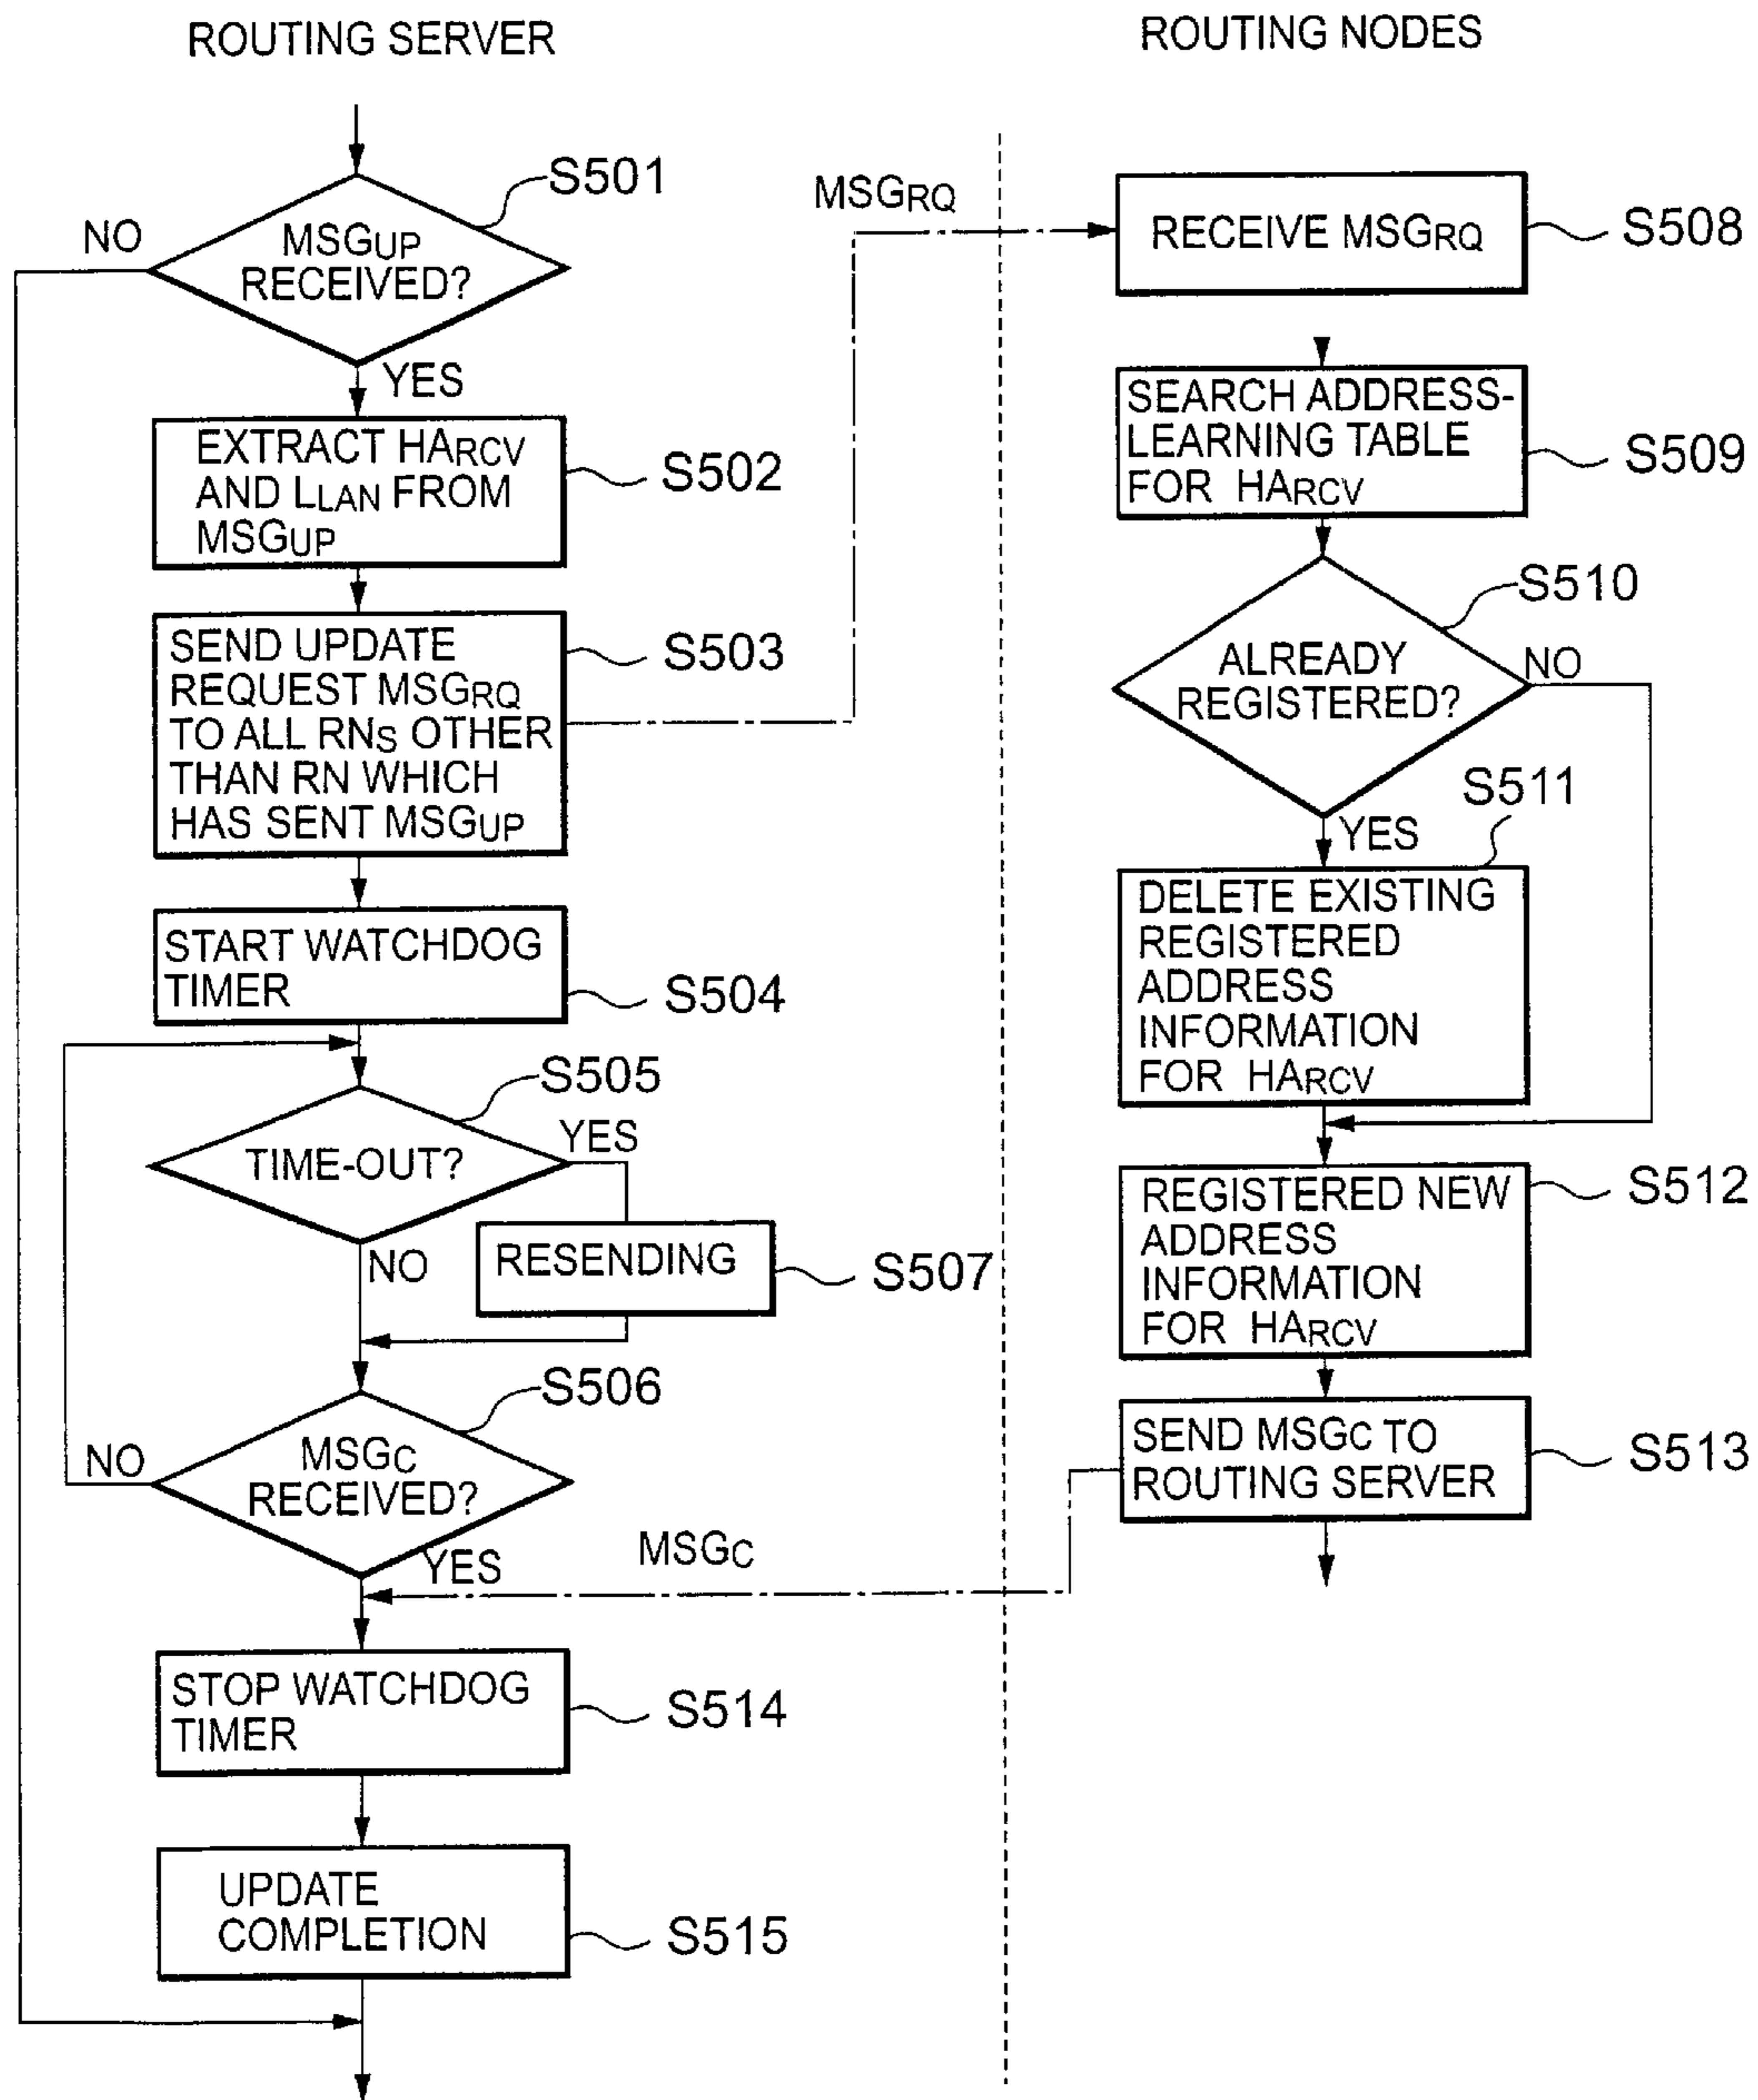 ROUTING SERVER
S501
NO
MSGUP
RECEIVED?
YES
EXTRACT HARCV
AND LLAN FROM
MSGUP
S502
SEND UPDATE
REQUEST MSGRQ
TO ALL RNS OTHER
THAN RN WHICH
HAS SENT MSGUP
S503
START WATCHDOG
TIMER
S504
S505
TIME-OUT?
YES
NO
RESENDING
S507
S506
NO
MSGC
RECEIVED?
YES
MSGC
STOP WATCHDOG
TIMER
S514
UPDATE
COMPLETION
S515
ROUTING NODES
MSGRQ
RECEIVE MSGRQ
S508
SEARCH ADDRESS-
LEARNING TABLE
FOR HARCV
S509
S510
ALREADY
REGISTERED?
NO
S511
YES
DELETE EXISTING
REGISTERED
ADDRESS
INFORMATION
FOR HARCV
REGISTERED NEW
ADDRESS
INFORMATION
FOR HARCV
S512
SEND MSGC TO
ROUTING SERVER
S513